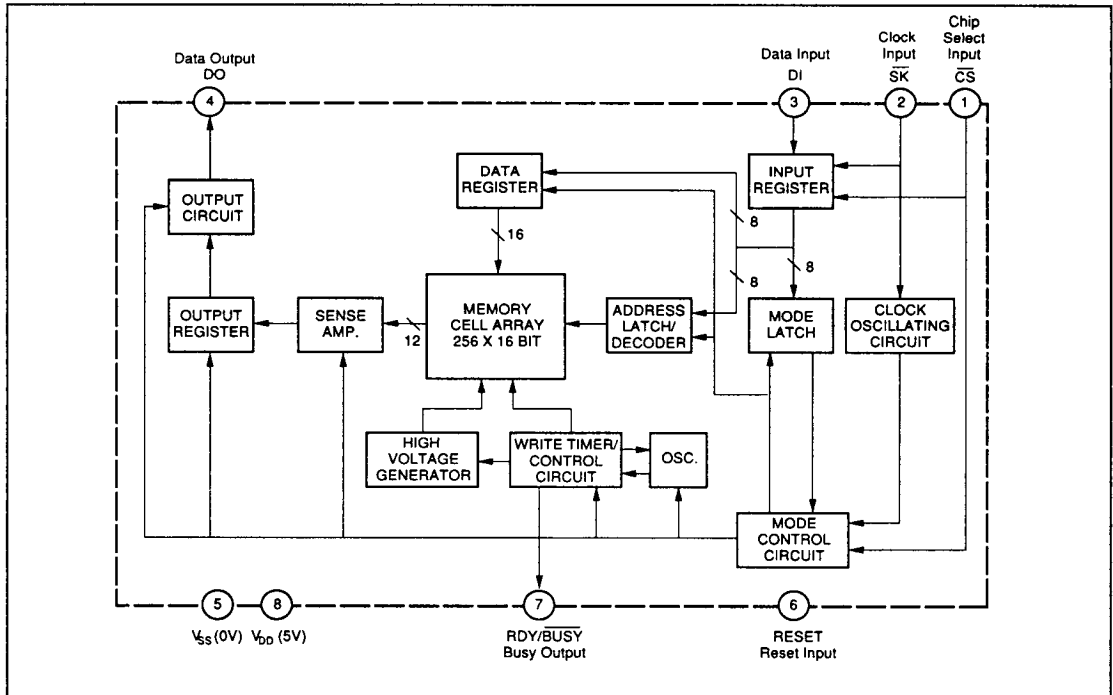 Data Output
DO
4
Data Input
DI
3
Clock
Input
S̅K̅
2
Chip
Select
Input
C̅S̅
1
DATA
REGISTER
INPUT
REGISTER
OUTPUT
CIRCUIT
16
8
8
8
OUTPUT
REGISTER
SENSE
AMP.
12
MEMORY
CELL ARRAY
256 X 16 BIT
ADDRESS
LATCH/
DECODER
MODE
LATCH
CLOCK
OSCILLATING
CIRCUIT
HIGH
VOLTAGE
GENERATOR
WRITE TIMER/
CONTROL
CIRCUIT
OSC.
MODE
CONTROL
CIRCUIT
5
VSS (0V)
8
VDD (5V)
7
RDY/B̅U̅S̅Y̅
Busy Output
6
RESET
Reset Input